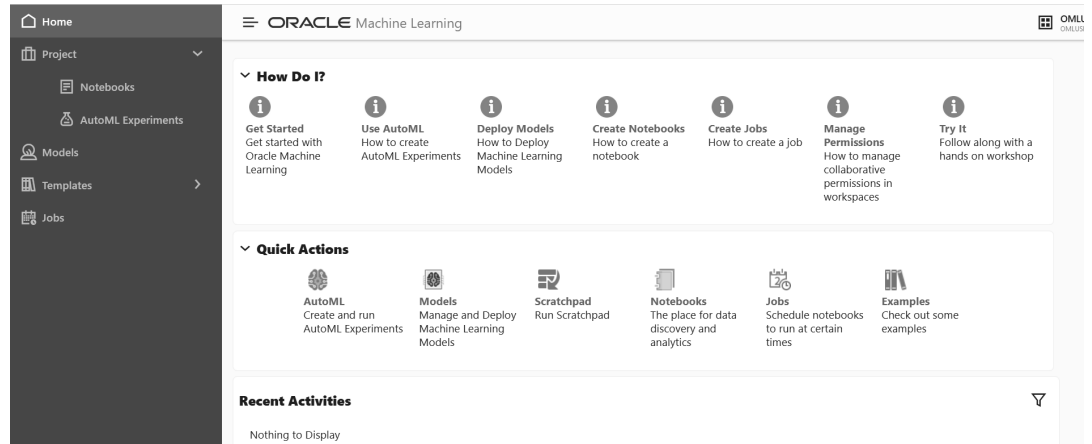 Home
Project
Notebooks
AutoML Experiments
Models
Templates
Jobs
ORACLE Machine Learning
How Do I?
Get Started
Get started with
Oracle Machine
Learning
Use AutoML
How to create
AutoML Experiments
Deploy Models
How to Deploy
Machine Learning
Models
Create Notebooks
How to create a
notebook
Create Jobs
How to create a job
Manage
Permissions
How to manage
collaborative
permissions in
workspaces
Try It
Follow along with a
hands on workshop
Quick Actions
AutoML
Create and run
AutoML Experiments
Models
Manage and Deploy
Machine Learning
Models
Scratchpad
Run Scratchpad
Notebooks
The place for data
discovery and
analytics
Jobs
Schedule notebooks
to run at certain
times
Examples
Check out some
examples
Recent Activities
Nothing to Display